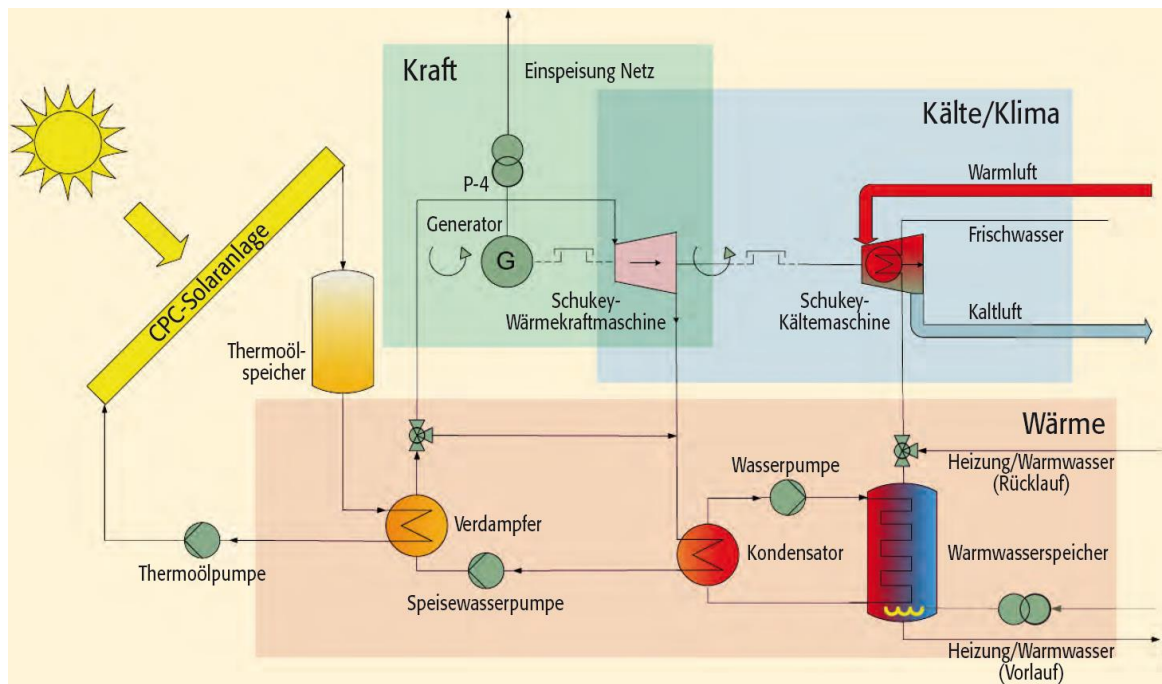 Kraft
Einspeisung Netz
Kälte/Klima
P-4
Generator
G
Warmluft
Frischwasser
CPC-Solaranlage
Schukey-
Wärmekraftmaschine
Schukey-
Kältemaschine
Kaltluft
Thermoöl-
speicher
Wärme
Heizung/Warmwasser
(Rücklauf)
Wasserpumpe
Verdampfer
Kondensator
Warmwasserspeicher
Thermoölpumpe
Speisewasserpumpe
Heizung/Warmwasser
(Vorlauf)